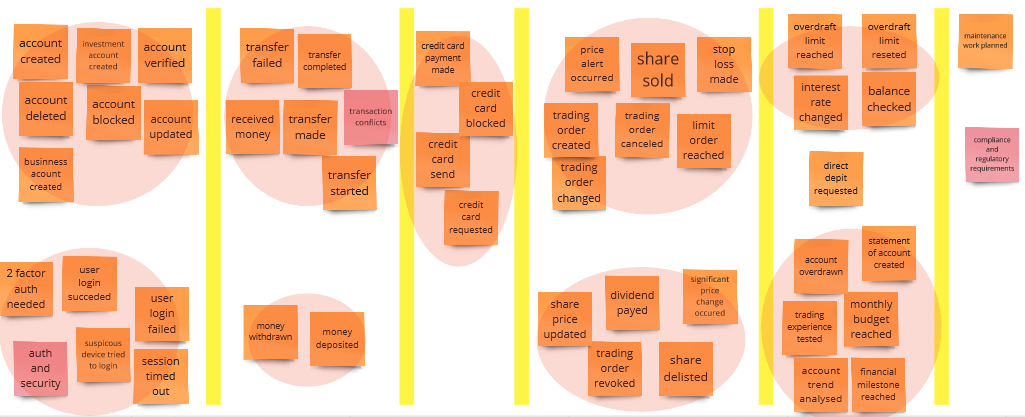 account
created
investment
account
created
account
verified
account
deleted
account
blocked
account
updated
businness
acount
created
2 factor
auth
needed
user
login
succeded
user
login
failed
auth
and
security
suspicous
device tried
to login
session
timed
out
transfer
failed
transfer
completed
received
money
transfer
made
transaction
conflicts
transfer
started
money
withdrawn
money
deposited
credit card
payment
made
credit
card
blocked
credit
card
send
credit
card
requested
price
alert
occurred
share
sold
stop
loss
made
trading
order
created
trading
order
canceled
limit
order
reached
trading
order
changed
share
price
updated
dividend
payed
significant
price
change
occured
trading
order
revoked
share
delisted
overdraft
limit
reached
overdraft
limit
reseted
interest
rate
changed
balance
checked
direct
depit
requested
account
overdrawn
statement
of account
created
trading
experience
tested
monthly
budget
reached
account
trend
analysed
financial
milestone
reached
maintenance
work planned
compliance
and
regulatory
requirements